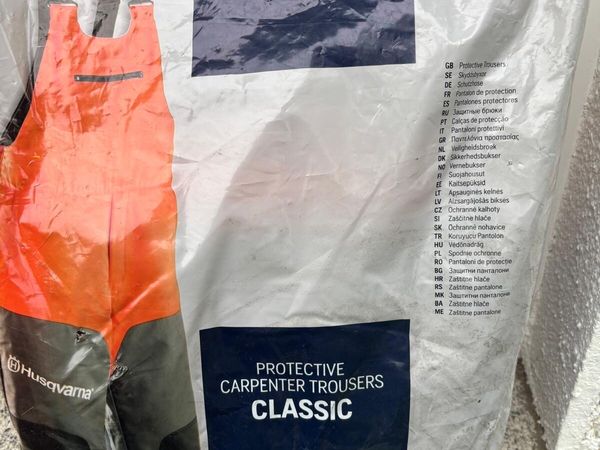 GB Protective Trousers
SE Skyddsbyxor
DE Schutzhose
FR Pantalon de protection
ES Pantalones protectores
RU Защитные брюки
PT Calças de protecção
IT Pantaloni protettivi
GR Παντελόνια προστασίας
NL Veiligheidsbroek
DK Sikkerhedsbukser
NO Vernebukser
FI Suojahousut
EE Kaitsepüksid
LT Apsauginės kelnės
LV Aizsargājošās bikses
CZ Ochranné kalhoty
SI Zaščitne hlače
SK Ochranné nohavice
TR Koruyucu Pantolon
HU Védőnadrág
PL Spodnie ochronne
RO Pantaloni de protecție
BG Защитни панталони
HR Zaštitne hlače
RS Zaštitne pantalone
MK Заштитни панталони
BA Zaštitne hlače
ME Zaštitne pantalone
Husqvarna
PROTECTIVE
CARPENTER TROUSERS
CLASSIC